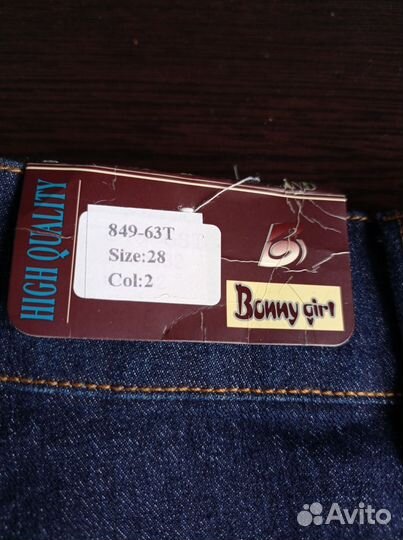 HIGH QUALITY
849-63T
Size:28
Col:2
Bonny girl
Avito